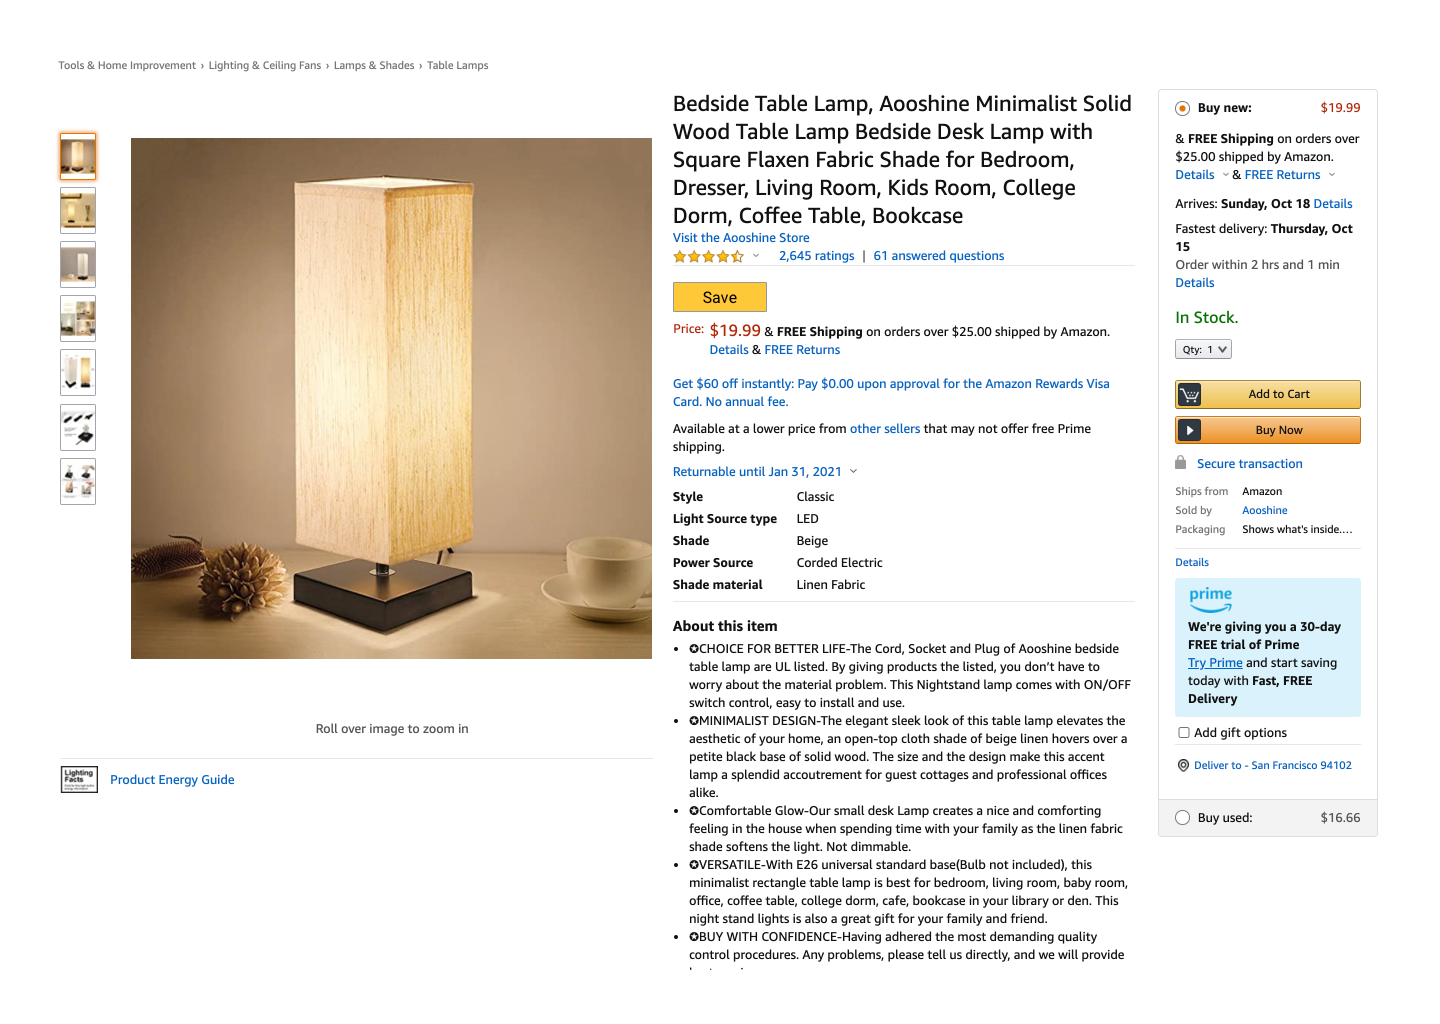 Tools & Home Improvement › Lighting & Ceiling Fans › Lamps & Shades › Table Lamps
Roll over image to zoom in
Lighting
Facts
Product Energy Guide
Bedside Table Lamp, Aooshine Minimalist Solid
Wood Table Lamp Bedside Desk Lamp with
Square Flaxen Fabric Shade for Bedroom,
Dresser, Living Room, Kids Room, College
Dorm, Coffee Table, Bookcase
Visit the Aooshine Store
2,645 ratings | 61 answered questions
Save
Price: $19.99 & FREE Shipping on orders over $25.00 shipped by Amazon.
Details & FREE Returns
Get $60 off instantly: Pay $0.00 upon approval for the Amazon Rewards Visa
Card. No annual fee.
Available at a lower price from other sellers that may not offer free Prime
shipping.
Returnable until Jan 31, 2021
Style Classic
Light Source type LED
Shade Beige
Power Source Corded Electric
Shade material Linen Fabric
About this item
• ✪CHOICE FOR BETTER LIFE-The Cord, Socket and Plug of Aooshine bedside
table lamp are UL listed. By giving products the listed, you don’t have to
worry about the material problem. This Nightstand lamp comes with ON/OFF
switch control, easy to install and use.
• ✪MINIMALIST DESIGN-The elegant sleek look of this table lamp elevates the
aesthetic of your home, an open-top cloth shade of beige linen hovers over a
petite black base of solid wood. The size and the design make this accent
lamp a splendid accoutrement for guest cottages and professional offices
alike.
• ✪Comfortable Glow-Our small desk Lamp creates a nice and comforting
feeling in the house when spending time with your family as the linen fabric
shade softens the light. Not dimmable.
• ✪VERSATILE-With E26 universal standard base(Bulb not included), this
minimalist rectangle table lamp is best for bedroom, living room, baby room,
office, coffee table, college dorm, cafe, bookcase in your library or den. This
night stand lights is also a great gift for your family and friend.
• ✪BUY WITH CONFIDENCE-Having adhered the most demanding quality
control procedures. Any problems, please tell us directly, and we will provide
Buy new: $19.99
& FREE Shipping on orders over
$25.00 shipped by Amazon.
Details & FREE Returns
Arrives: Sunday, Oct 18 Details
Fastest delivery: Thursday, Oct
15
Order within 2 hrs and 1 min
Details
In Stock.
Qty: 1
Add to Cart
Buy Now
Secure transaction
Ships from Amazon
Sold by Aooshine
Packaging Shows what's inside....
Details
prime
We're giving you a 30-day
FREE trial of Prime
Try Prime and start saving
today with Fast, FREE
Delivery
Add gift options
Deliver to - San Francisco 94102
Buy used: $16.66